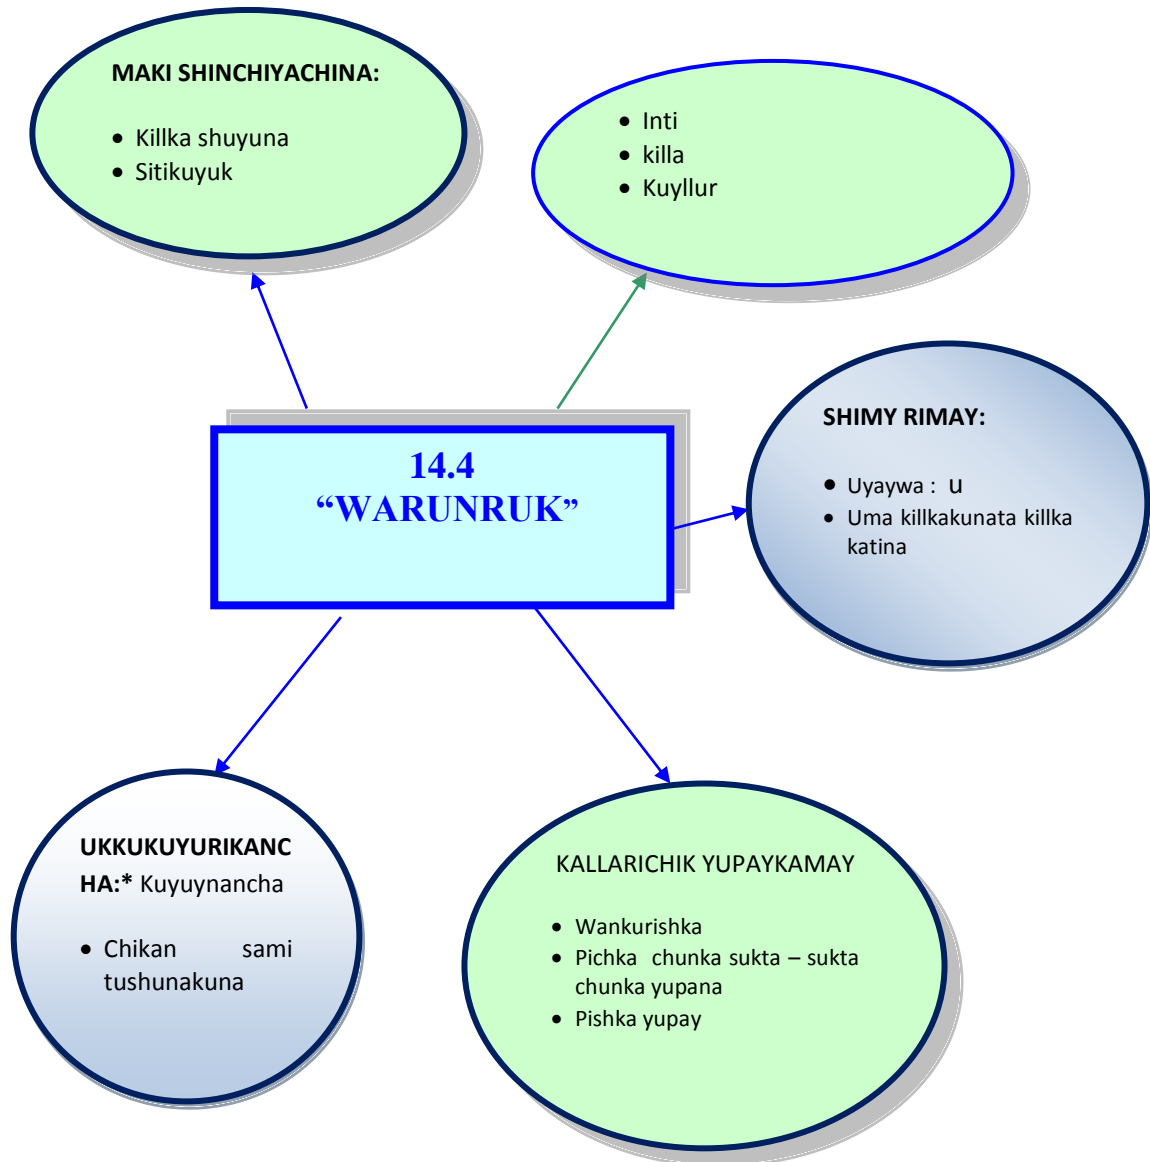 MAKI SHINCHIYACHINA:
• Killka shuyuna
• Sitikuyuk
• Inti
• killa
• Kuyllur
SHIMY RIMAY:
• Uyaywa : u
• Uma killkakunata killka
katina
14.4
“WARUNRUK”
UKKUKUYURIKANC
HA:* Kuyuynancha
• Chikan sami
tushunakuna
KALLARICHIK YUPAYKAMAY
• Wankurishka
• Pichka chunka sukta – sukta
chunka yupana
• Pishka yupay